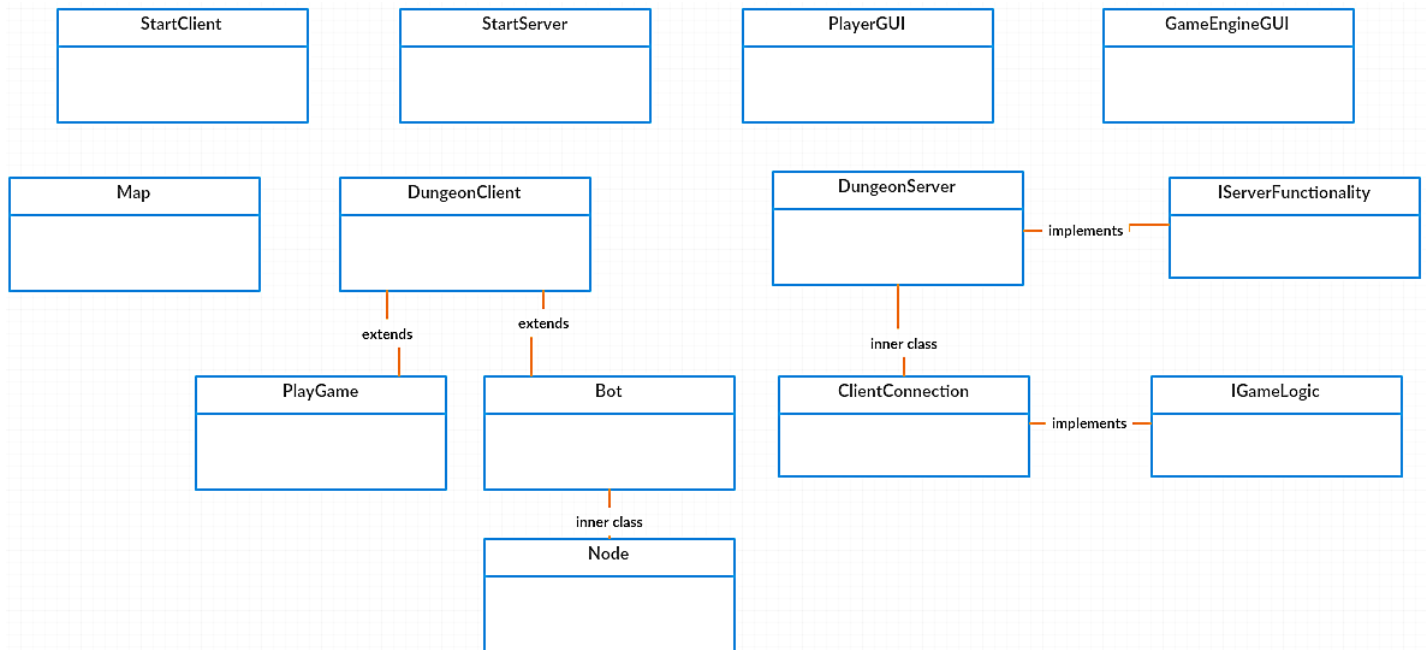 StartClient
StartServer
PlayerGUI
GameEngineGUI
Map
DungeonClient
DungeonServer
IServerFunctionality
implements
extends
extends
inner class
PlayGame
Bot
ClientConnection
IGameLogic
implements
inner class
Node